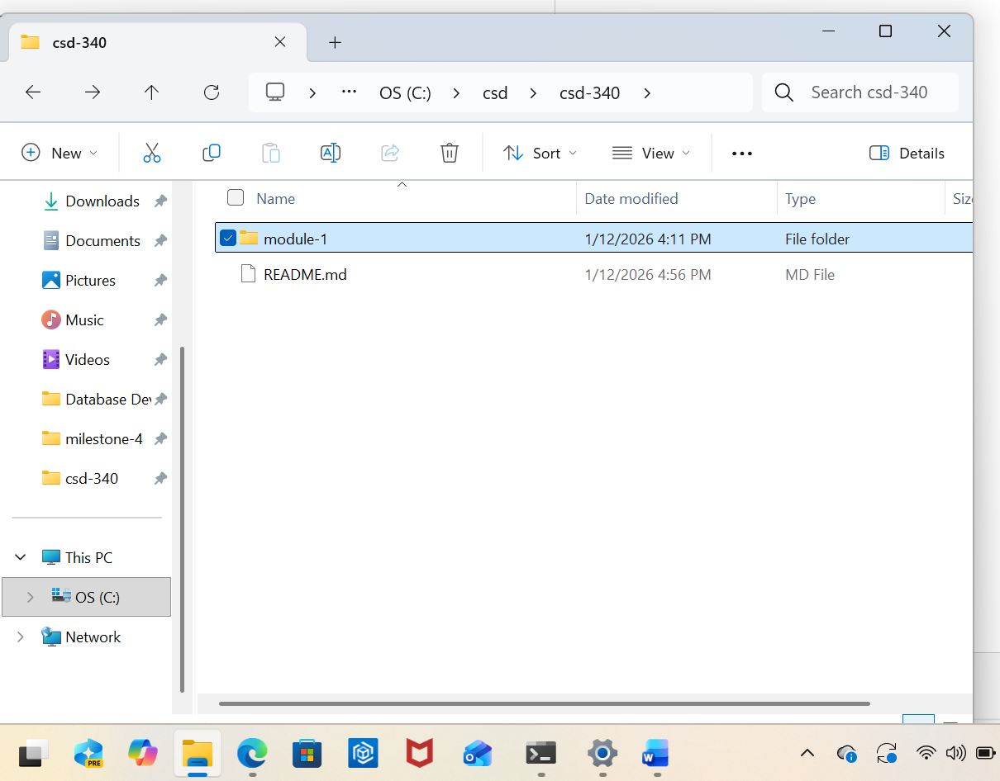 csd-340
OS (C:) csd csd-340 Search csd-340
New Sort View Details
Name Date modified Type Siz
Downloads
module-1 1/12/2026 4:11 PM File folder
Documents
README.md 1/12/2026 4:56 PM MD File
Pictures
Music
Videos
Database Dev
milestone-4
csd-340
This PC
OS (C:)
Network
PRE